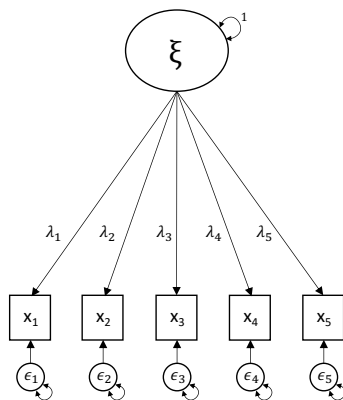 1
ξ
λ₁ λ₂ λ₃ λ₄ λ₅
x₁ x₂ x₃ x₄ x₅
ϵ₁ ϵ₂ ϵ₃ ϵ₄ ϵ₅